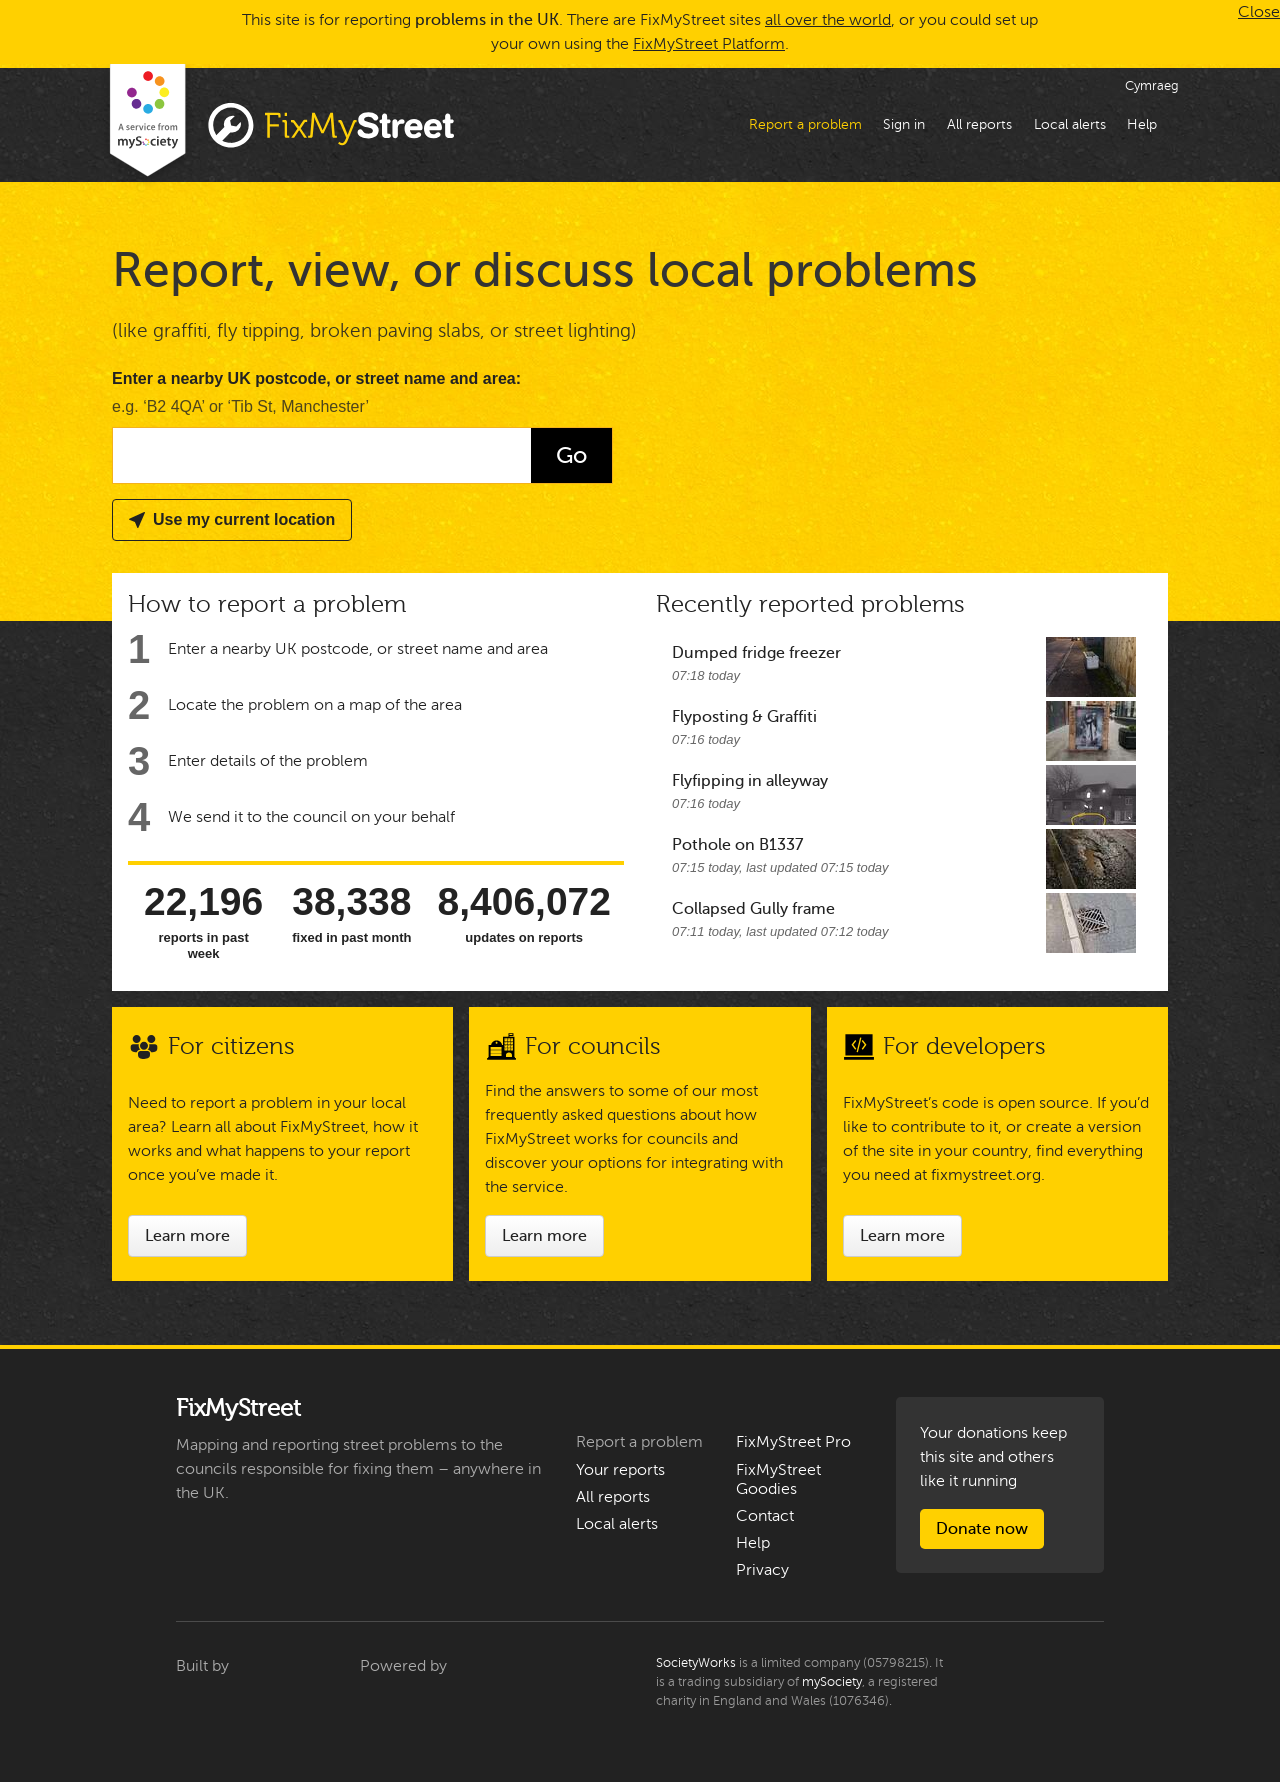 This site is for reporting problems in the UK. There are FixMyStreet sites all over the world, or you could set up
your own using the FixMyStreet Platform.
Close
Cymraeg
A service from
mySociety
FixMyStreet
Report a problem
Sign in
All reports
Local alerts
Help
Report, view, or discuss local problems
(like graffiti, fly tipping, broken paving slabs, or street lighting)
Enter a nearby UK postcode, or street name and area:
e.g. ‘B2 4QA’ or ‘Tib St, Manchester’
Go
Use my current location
How to report a problem
1 Enter a nearby UK postcode, or street name and area
2 Locate the problem on a map of the area
3 Enter details of the problem
4 We send it to the council on your behalf
22,196
reports in past
week
38,338
fixed in past month
8,406,072
updates on reports
Recently reported problems
Dumped fridge freezer
07:18 today
Flyposting & Graffiti
07:16 today
Flyfipping in alleyway
07:16 today
Pothole on B1337
07:15 today, last updated 07:15 today
Collapsed Gully frame
07:11 today, last updated 07:12 today
For citizens
Need to report a problem in your local
area? Learn all about FixMyStreet, how it
works and what happens to your report
once you’ve made it.
Learn more
For councils
Find the answers to some of our most
frequently asked questions about how
FixMyStreet works for councils and
discover your options for integrating with
the service.
Learn more
For developers
FixMyStreet’s code is open source. If you’d
like to contribute to it, or create a version
of the site in your country, find everything
you need at fixmystreet.org.
Learn more
FixMyStreet
Mapping and reporting street problems to the
councils responsible for fixing them – anywhere in
the UK.
Report a problem
Your reports
All reports
Local alerts
FixMyStreet Pro
FixMyStreet
Goodies
Contact
Help
Privacy
Your donations keep
this site and others
like it running
Donate now
Built by
Powered by
SocietyWorks is a limited company (05798215). It
is a trading subsidiary of mySociety, a registered
charity in England and Wales (1076346).